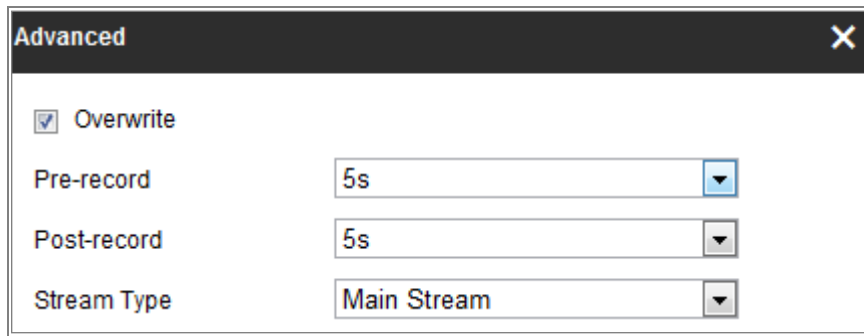 Advanced
Overwrite
Pre-record 5s
Post-record 5s
Stream Type Main Stream